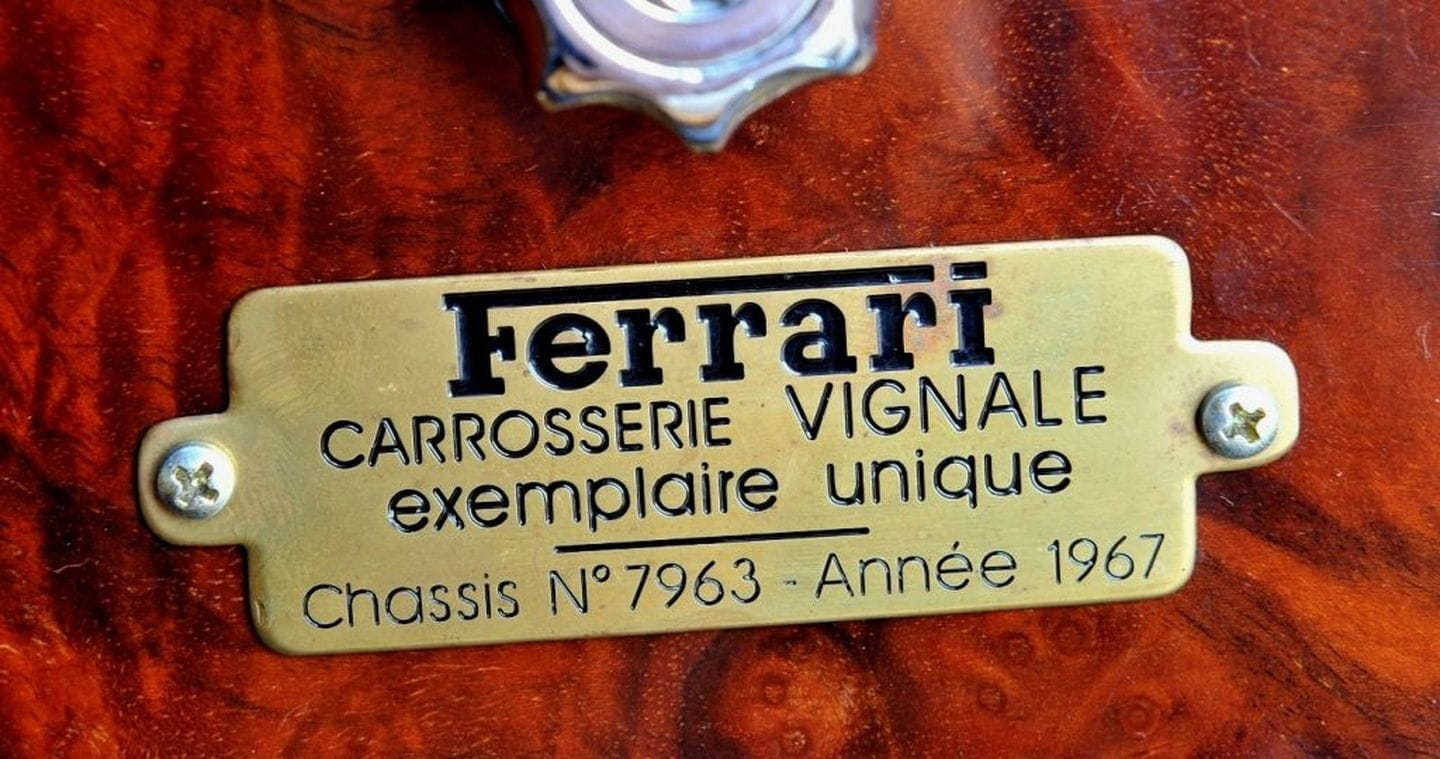 Ferrari
CARROSSERIE VIGNALE
exemplaire unique
Chassis N°7963 - Année 1967